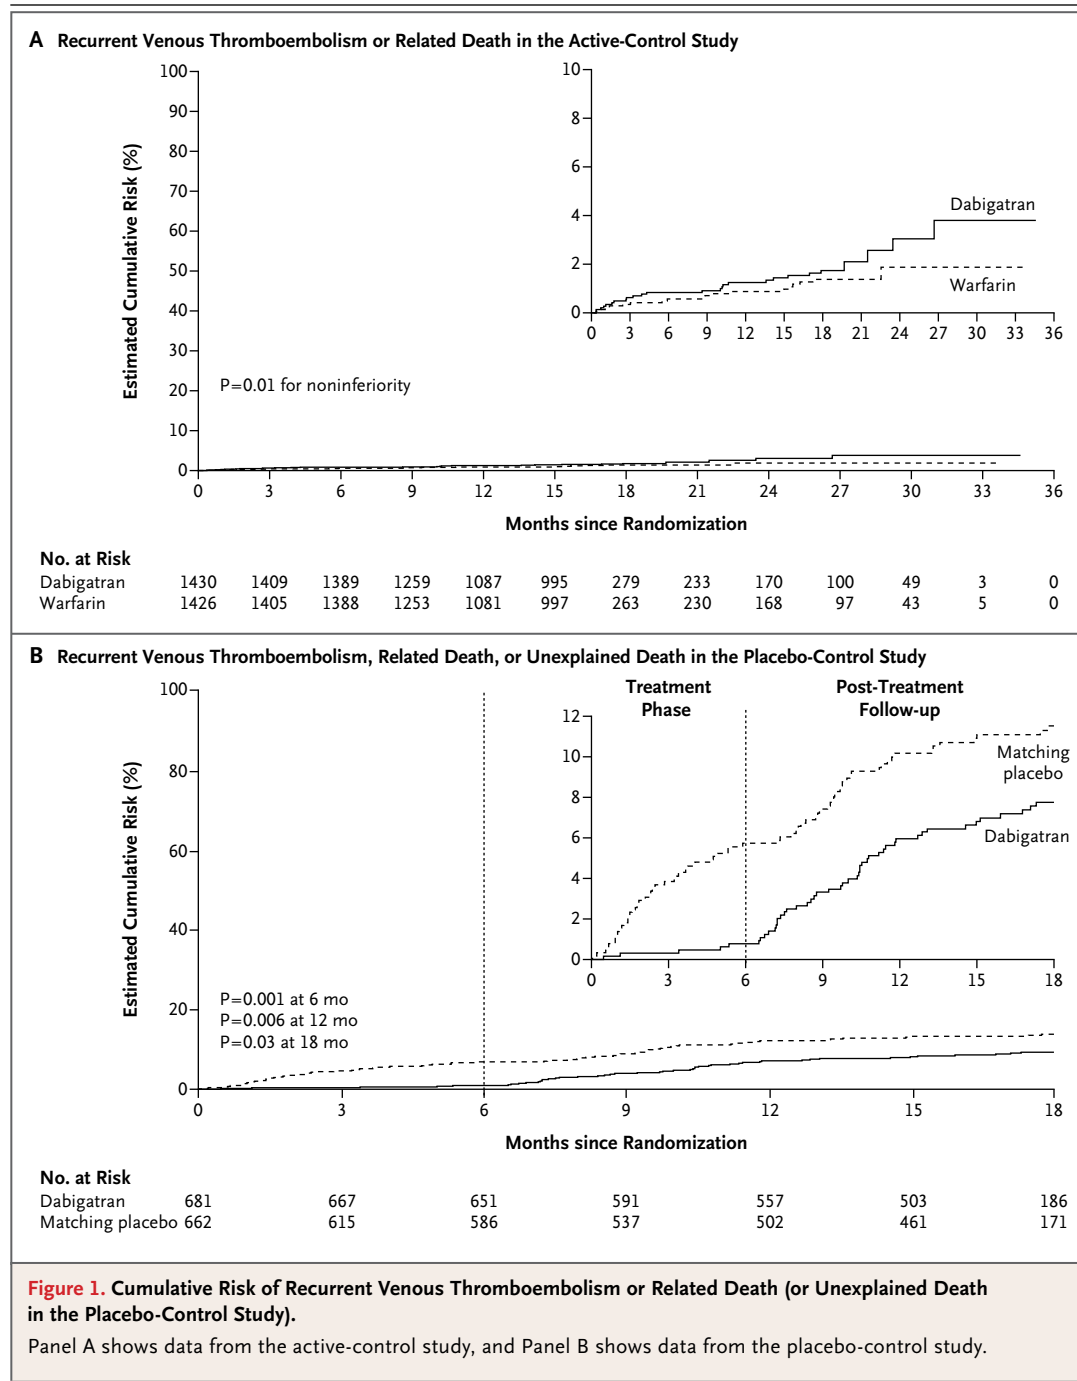 A Recurrent Venous Thromboembolism or Related Death in the Active-Control Study
Estimated Cumulative Risk (%)
100
90
80
70
60
50
40
30
20
10
0
P=0.01 for noninferiority
0 3 6 9 12 15 18 21 24 27 30 33 36
Months since Randomization
10
8
6
4
2
0
Dabigatran
Warfarin
0 3 6 9 12 15 18 21 24 27 30 33 36
No. at Risk
Dabigatran 1430 1409 1389 1259 1087 995 279 233 170 100 49 3 0
Warfarin 1426 1405 1388 1253 1081 997 263 230 168 97 43 5 0
B Recurrent Venous Thromboembolism, Related Death, or Unexplained Death in the Placebo-Control Study
Estimated Cumulative Risk (%)
100
80
60
40
20
0
P=0.001 at 6 mo
P=0.006 at 12 mo
P=0.03 at 18 mo
0 3 6 9 12 15 18
Months since Randomization
Treatment
Phase
Post-Treatment
Follow-up
12
10
8
6
4
2
0
Matching
placebo
Dabigatran
0 3 6 9 12 15 18
No. at Risk
Dabigatran 681 667 651 591 557 503 186
Matching placebo 662 615 586 537 502 461 171
Figure 1. Cumulative Risk of Recurrent Venous Thromboembolism or Related Death (or Unexplained Death
in the Placebo-Control Study).
Panel A shows data from the active-control study, and Panel B shows data from the placebo-control study.